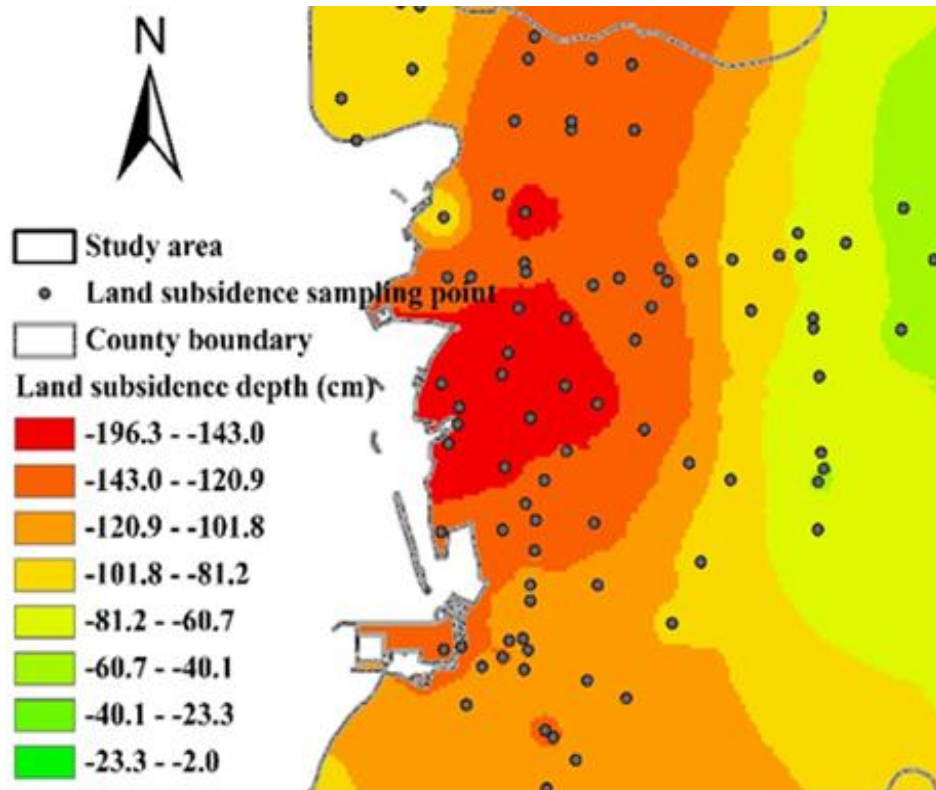 N
Study area
Land subsidence sampling point
County boundary
Land subsidence depth (cm)
-196.3 - -143.0
-143.0 - -120.9
-120.9 - -101.8
-101.8 - -81.2
-81.2 - -60.7
-60.7 - -40.1
-40.1 - -23.3
-23.3 - -2.0